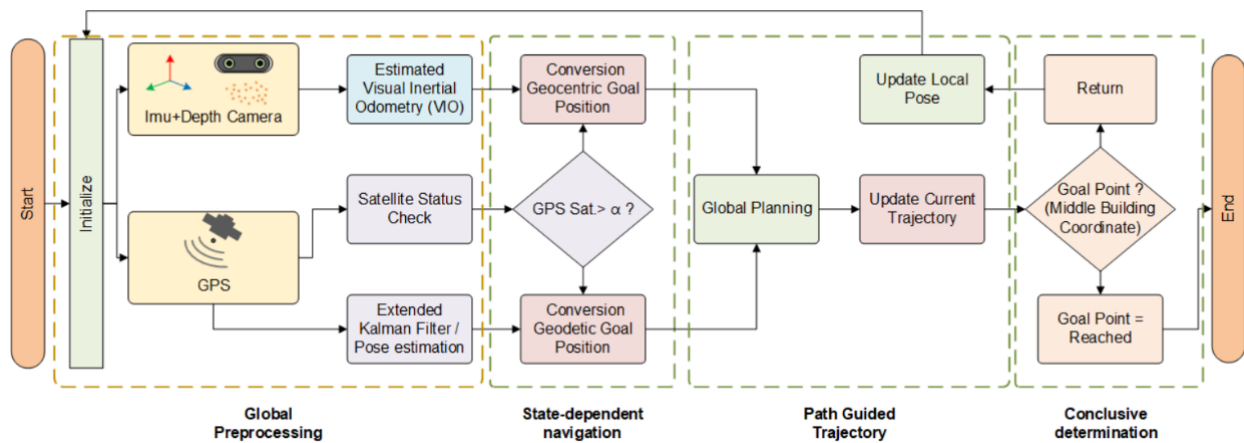 Start
Initialize
Imu+Depth Camera
GPS
Estimated
Visual Inertial
Odometry (VIO)
Satellite Status
Check
Extended
Kalman Filter /
Pose estimation
Conversion
Geocentric Goal
Position
GPS Sat.> α ?
Conversion
Geodetic Goal
Position
Global Planning
Update Local
Pose
Update Current
Trajectory
Return
Goal Point ?
(Middle Building
Coordinate)
Goal Point =
Reached
End
Global
Preprocessing
State-dependent
navigation
Path Guided
Trajectory
Conclusive
determination